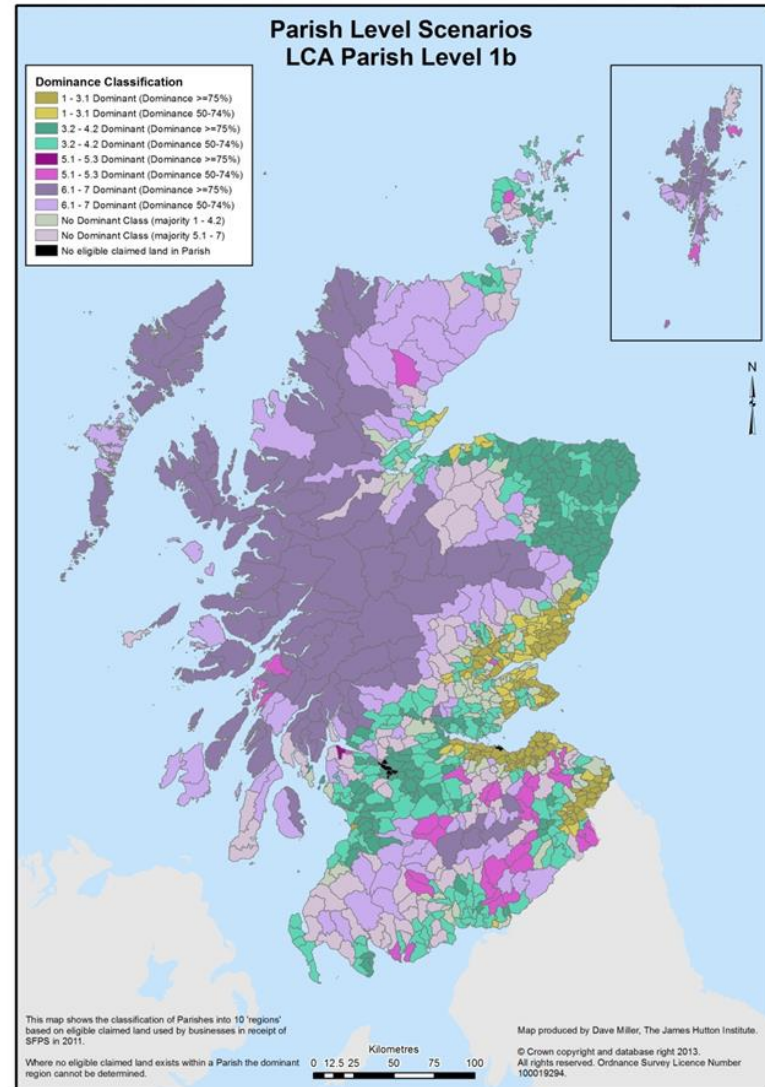 Parish Level Scenarios
LCA Parish Level 1b
Dominance Classification
1 - 3.1 Dominant (Dominance >=75%)
1 - 3.1 Dominant (Dominance 50-74%)
3.2 - 4.2 Dominant (Dominance >=75%)
3.2 - 4.2 Dominant (Dominance 50-74%)
5.1 - 5.3 Dominant (Dominance >=75%)
5.1 - 5.3 Dominant (Dominance 50-74%)
6.1 - 7 Dominant (Dominance >=75%)
6.1 - 7 Dominant (Dominance 50-74%)
No Dominant Class (majority 1 - 4.2)
No Dominant Class (majority 5.1 - 7)
No eligible claimed land in Parish
N
This map shows the classification of Parishes into 10 'regions'
based on eligible claimed land used by businesses in receipt of
SFPS in 2011.
Where no eligible claimed land exists within a Parish the dominant
region cannot be determined.
Kilometres
0 12.5 25 50 75 100
Map produced by Dave Miller, The James Hutton Institute.
© Crown copyright and database right 2013.
All rights reserved. Ordnance Survey Licence Number
100019294.